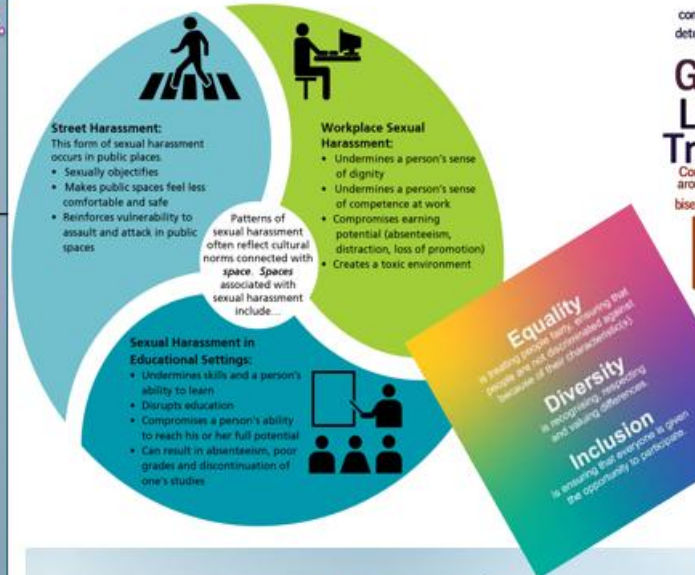 Street Harassment:
This form of sexual harassment
occurs in public places.
• Sexually objectifies
• Makes public spaces feel less
comfortable and safe
• Reinforces vulnerability to
assault and attack in public
spaces
Workplace Sexual
Harassment:
• Undermines a person's sense
of dignity
• Undermines a person's sense
of competence at work
• Compromises earning
potential (absenteeism,
distraction, loss of promotion)
• Creates a toxic environment
Patterns of
sexual harassment
often reflect cultural
norms connected with
space. Spaces
associated with
sexual harassment
include...
Sexual Harassment in
Educational Settings:
• Undermines skills and a person's
ability to learn
• Disrupts education
• Compromises a person's ability
to reach his or her full potential
• Can result in absenteeism, poor
grades and discontinuation of
one's studies
Equality
is treating people fairly, ensuring that
people are not discriminated against
because of their characteristic(s).
Diversity
is recognising, respecting
and valuing differences.
Inclusion
is ensuring that everyone is given
the opportunity to participate.